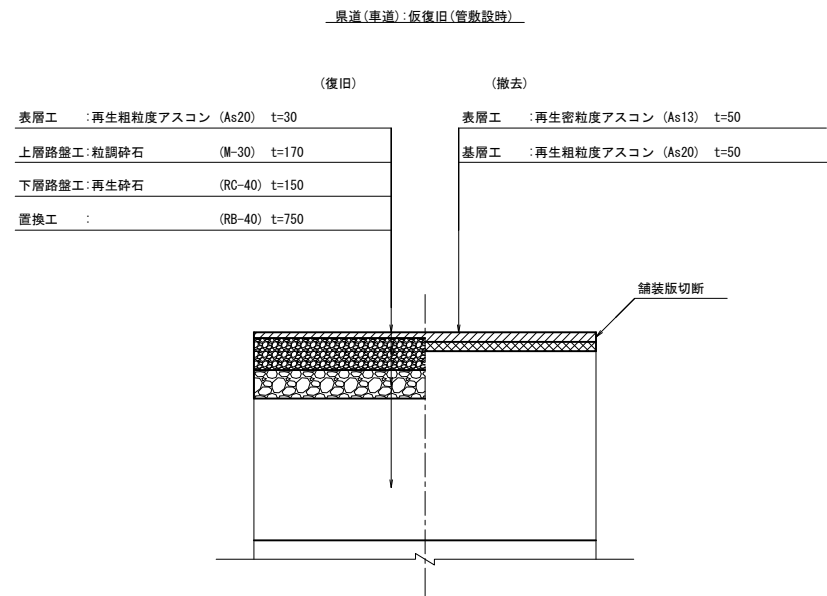 県道(車道):仮復旧(管敷設時)
(復旧)
表層工 :再生粗粒度アスコン (As20) t=30
上層路盤工:粒調砕石 (M-30) t=170
下層路盤工:再生砕石 (RC-40) t=150
置換工 : (RB-40) t=750
(撤去)
表層工 :再生密粒度アスコン (As13) t=50
基層工 :再生粗粒度アスコン (As20) t=50
舗装版切断